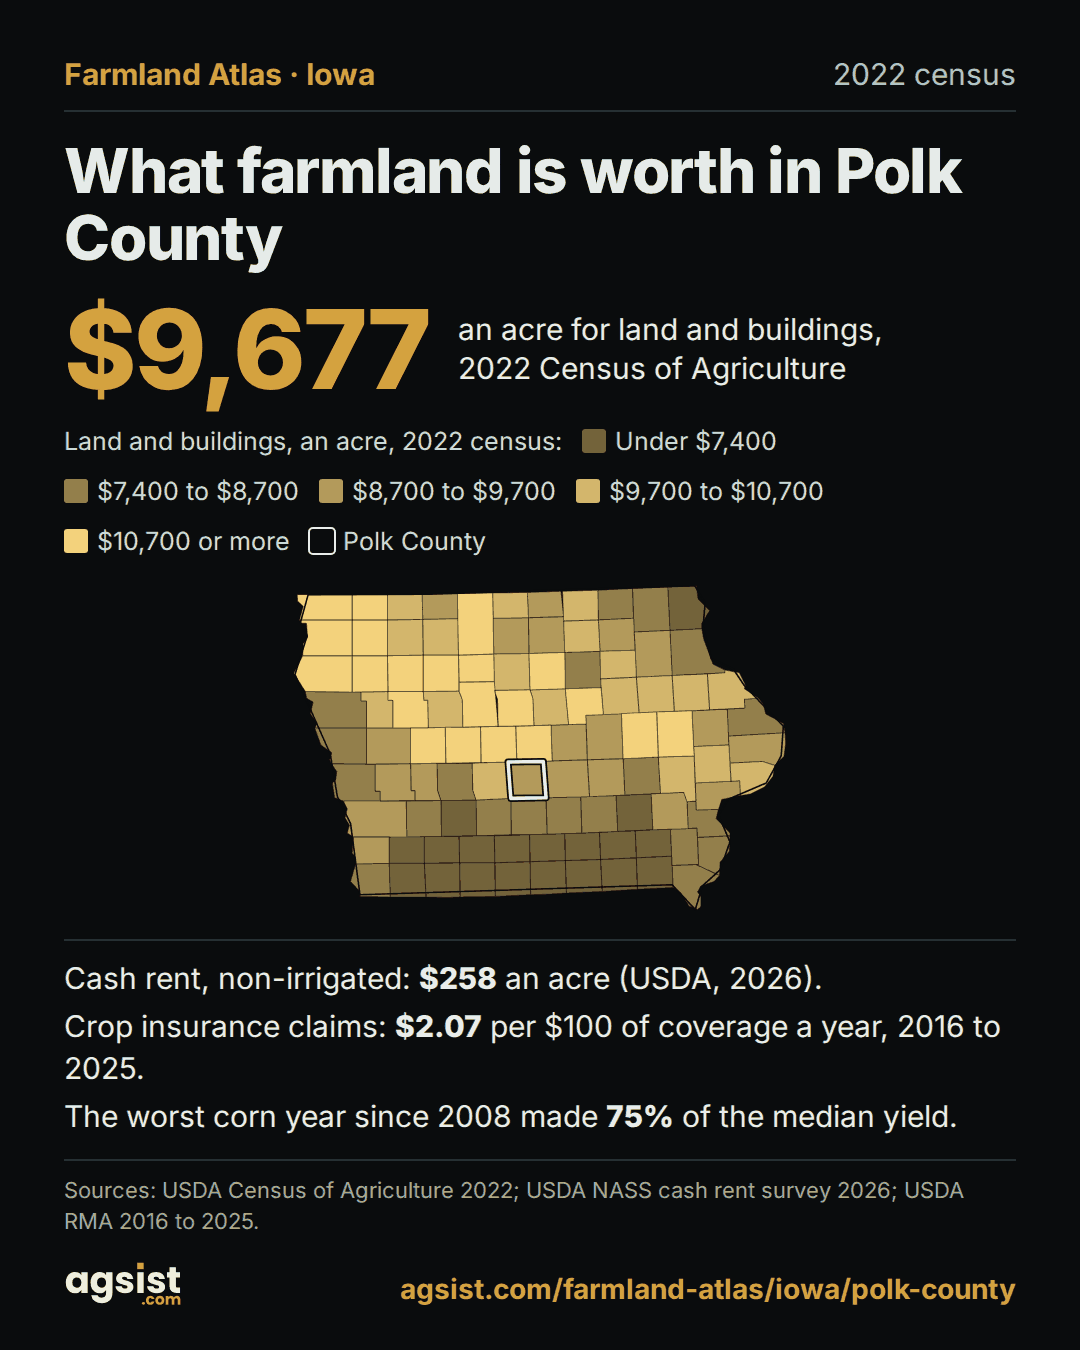 Farmland Atlas · Iowa
2022 census
What farmland is worth in Polk
County
$9,677
an acre for land and buildings,
2022 Census of Agriculture
Land and buildings, an acre, 2022 census: Under $7,400
$7,400 to $8,700 $8,700 to $9,700 $9,700 to $10,700
$10,700 or more Polk County
Cash rent, non-irrigated: $258 an acre (USDA, 2026).
Crop insurance claims: $2.07 per $100 of coverage a year, 2016 to
2025.
The worst corn year since 2008 made 75% of the median yield.
Sources: USDA Census of Agriculture 2022; USDA NASS cash rent survey 2026; USDA
RMA 2016 to 2025.
agsist
.com
agsist.com/farmland-atlas/iowa/polk-county